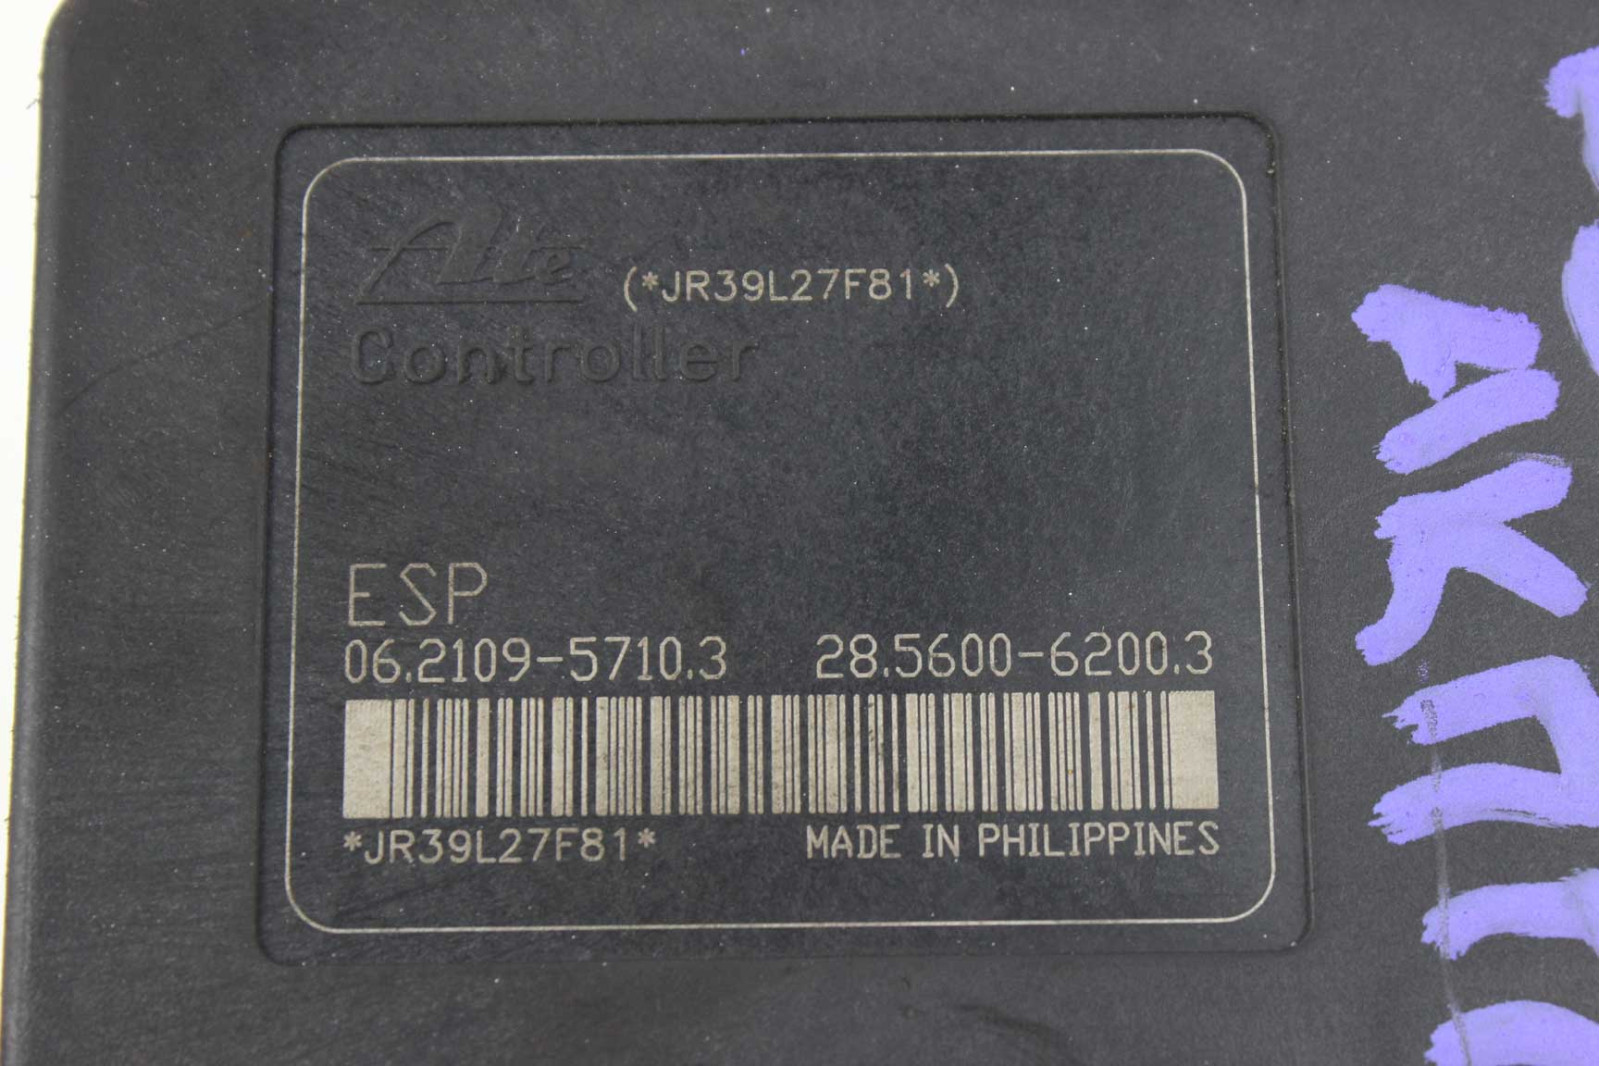 Ate (*JR39L27F81*)
Controller
ESP
06.2109-5710.3 28.5600-6200.3
*JR39L27F81* MADE IN PHILIPPINES